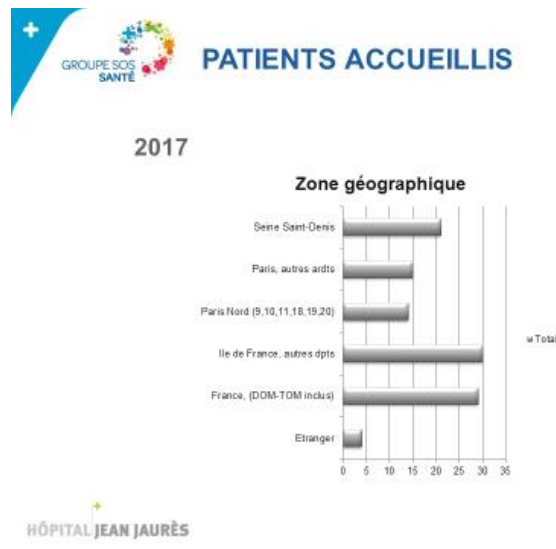 GROUPE SOS
SANTÉ
PATIENTS ACCUEILLIS
2017
Zone géographique
Seine Saint-Denis
Paris, autres ardts
Paris Nord (9,10,11,18,19,20)
Ile de France, autres dpts
France, (DOM-TOM inclus)
Etranger
0 5 10 15 20 25 30 35
Total
HÔPITAL JEAN JAURÈS